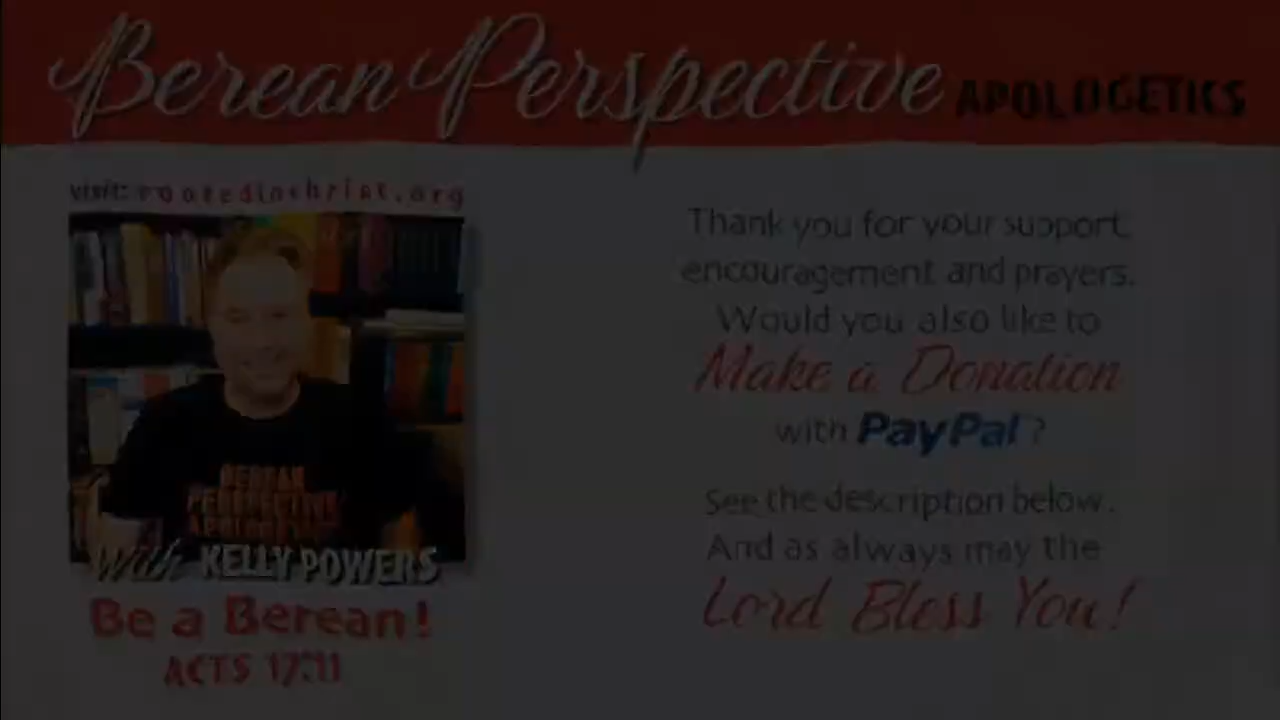 Berean Perspective APOLOGETICS
visit: rootedinchrist.org
BEREAN
PERSPECTIVE
APOLOGETICS
with KELLY POWERS
Be a Berean!
ACTS 17:11
Thank you for your support,
encouragement and prayers.
Would you also like to
Make a Donation
with PayPal?
See the description below.
And as always may the
Lord Bless You!